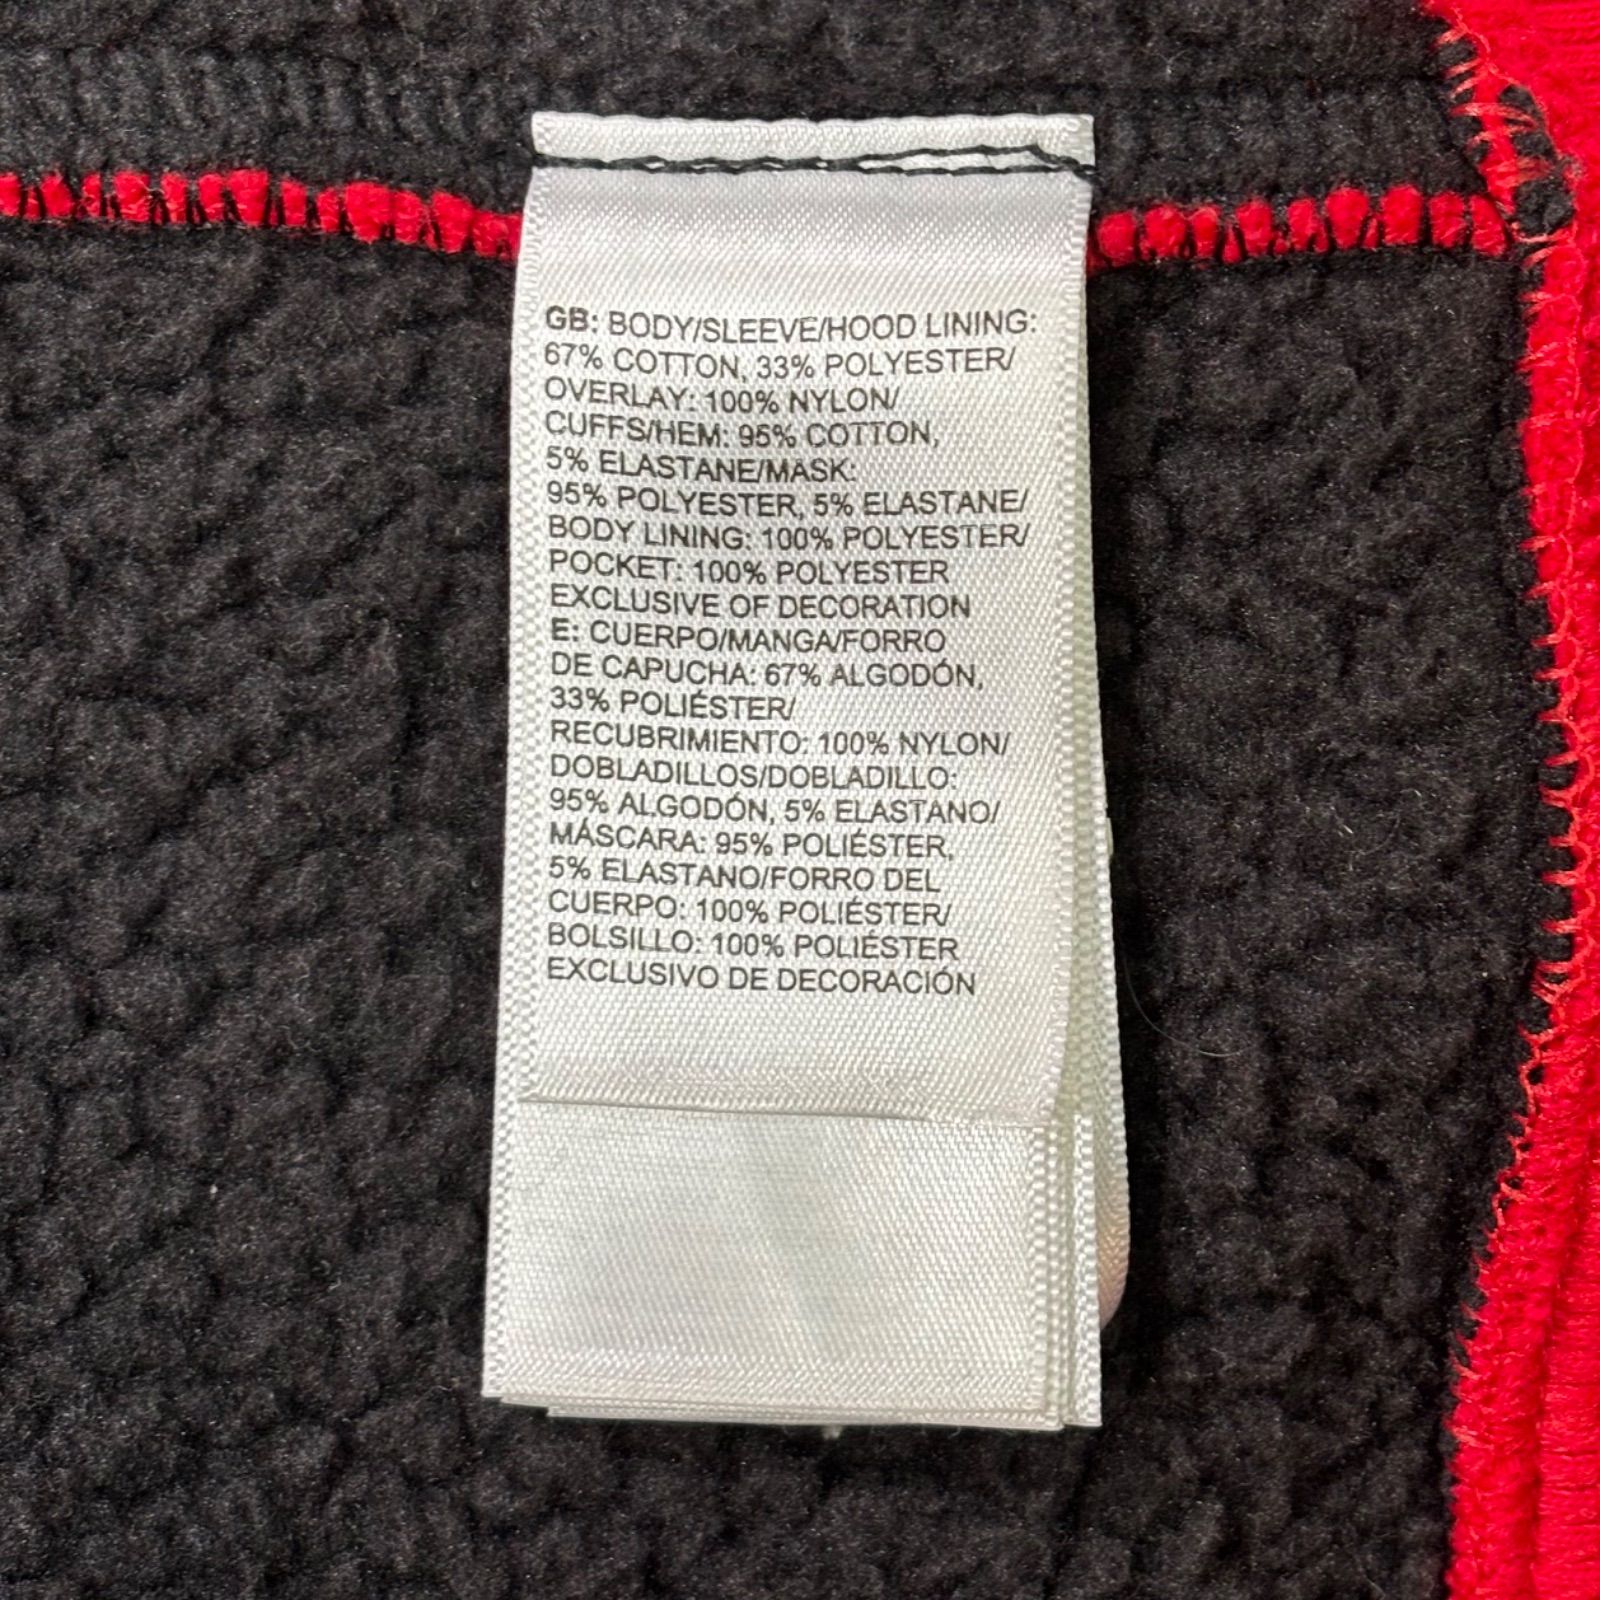 GB: BODY/SLEEVE/HOOD LINING:
67% COTTON, 33% POLYESTER/
OVERLAY: 100% NYLON/
CUFFS/HEM: 95% COTTON,
5% ELASTANE/MASK:
95% POLYESTER, 5% ELASTANE/
BODY LINING: 100% POLYESTER/
POCKET: 100% POLYESTER
EXCLUSIVE OF DECORATION
E: CUERPO/MANGA/FORRO
DE CAPUCHA: 67% ALGODÓN,
33% POLIÉSTER/
RECUBRIMIENTO: 100% NYLON/
DOBLADILLOS/DOBLADILLO:
95% ALGODÓN, 5% ELASTANO/
MÁSCARA: 95% POLIÉSTER,
5% ELASTANO/FORRO DEL
CUERPO: 100% POLIÉSTER/
BOLSILLO: 100% POLIÉSTER
EXCLUSIVO DE DECORACIÓN